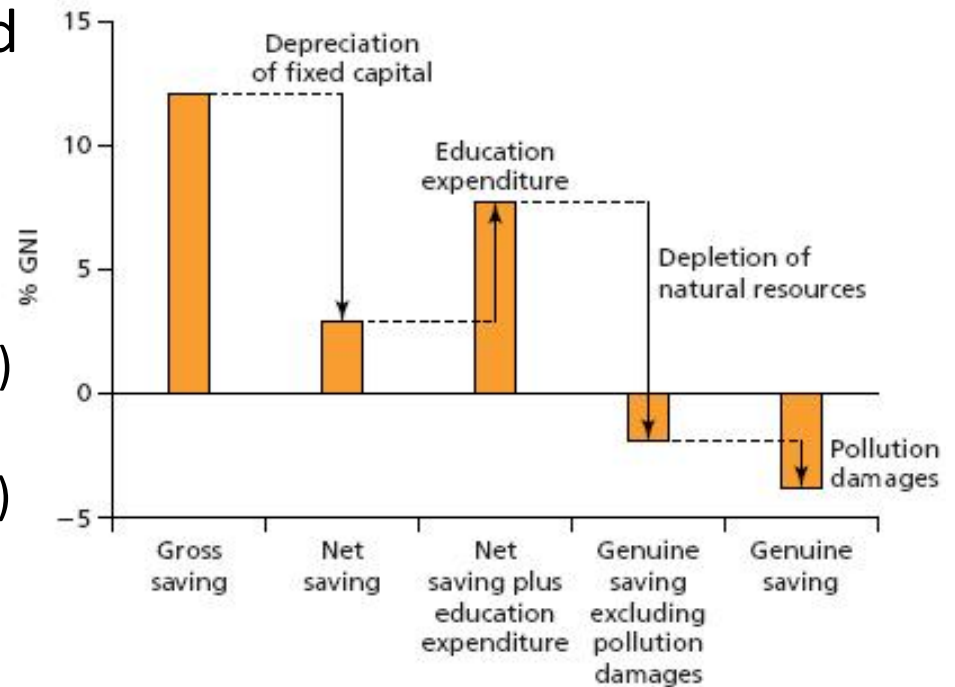 d
)
)
15
10
5
0
−5
% GNI
Depreciation
of fixed capital
Education
expenditure
Depletion of
natural resources
Pollution
damages
Gross
saving
Net
saving
Net
saving plus
education
expenditure
Genuine
saving
excluding
pollution
damages
Genuine
saving